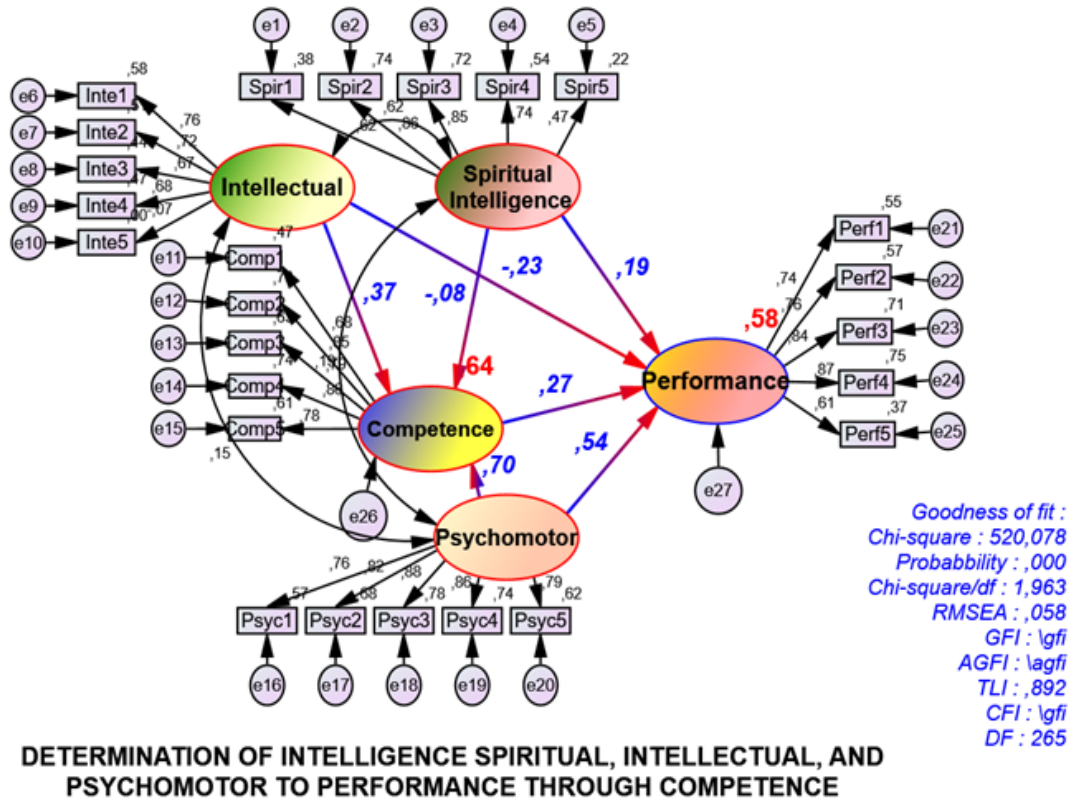 e1 e2 e3 e4 e5
,38 ,74 ,72 ,54 ,22
Spir1 Spir2 Spir3 Spir4 Spir5
,62 ,86 ,85 ,74 ,47
,62
,58
e6 Inte1
e7 Inte2
e8 Inte3
e9 Inte4
e10 Inte5
,76
,72
,67
,68
-,07
,00
Intellectual
Spiritual
Intelligence
,47
e11 Comp1
e12 Comp2
e13 Comp3
e14 Comp4
,74
e15 Comp5
,61
,78
,15
,37
-,08
-,23
,19
,64
,27
,54
,70
Competence
e26
Psychomotor
Performance
,58
e27
,55
Perf1 e21
,57
Perf2 e22
,71
Perf3 e23
,75
Perf4 e24
,37
Perf5 e25
,74
,76
,84
,87
,61
,76 ,82 ,88 ,86 ,79
,57 ,68 ,78 ,74 ,62
Psyc1 Psyc2 Psyc3 Psyc4 Psyc5
e16 e17 e18 e19 e20
Goodness of fit :
Chi-square : 520,078
Probabbility : ,000
Chi-square/df : 1,963
RMSEA : ,058
GFI : \gfi
AGFI : \agfi
TLI : ,892
CFI : \gfi
DF : 265
DETERMINATION OF INTELLIGENCE SPIRITUAL, INTELLECTUAL, AND
PSYCHOMOTOR TO PERFORMANCE THROUGH COMPETENCE